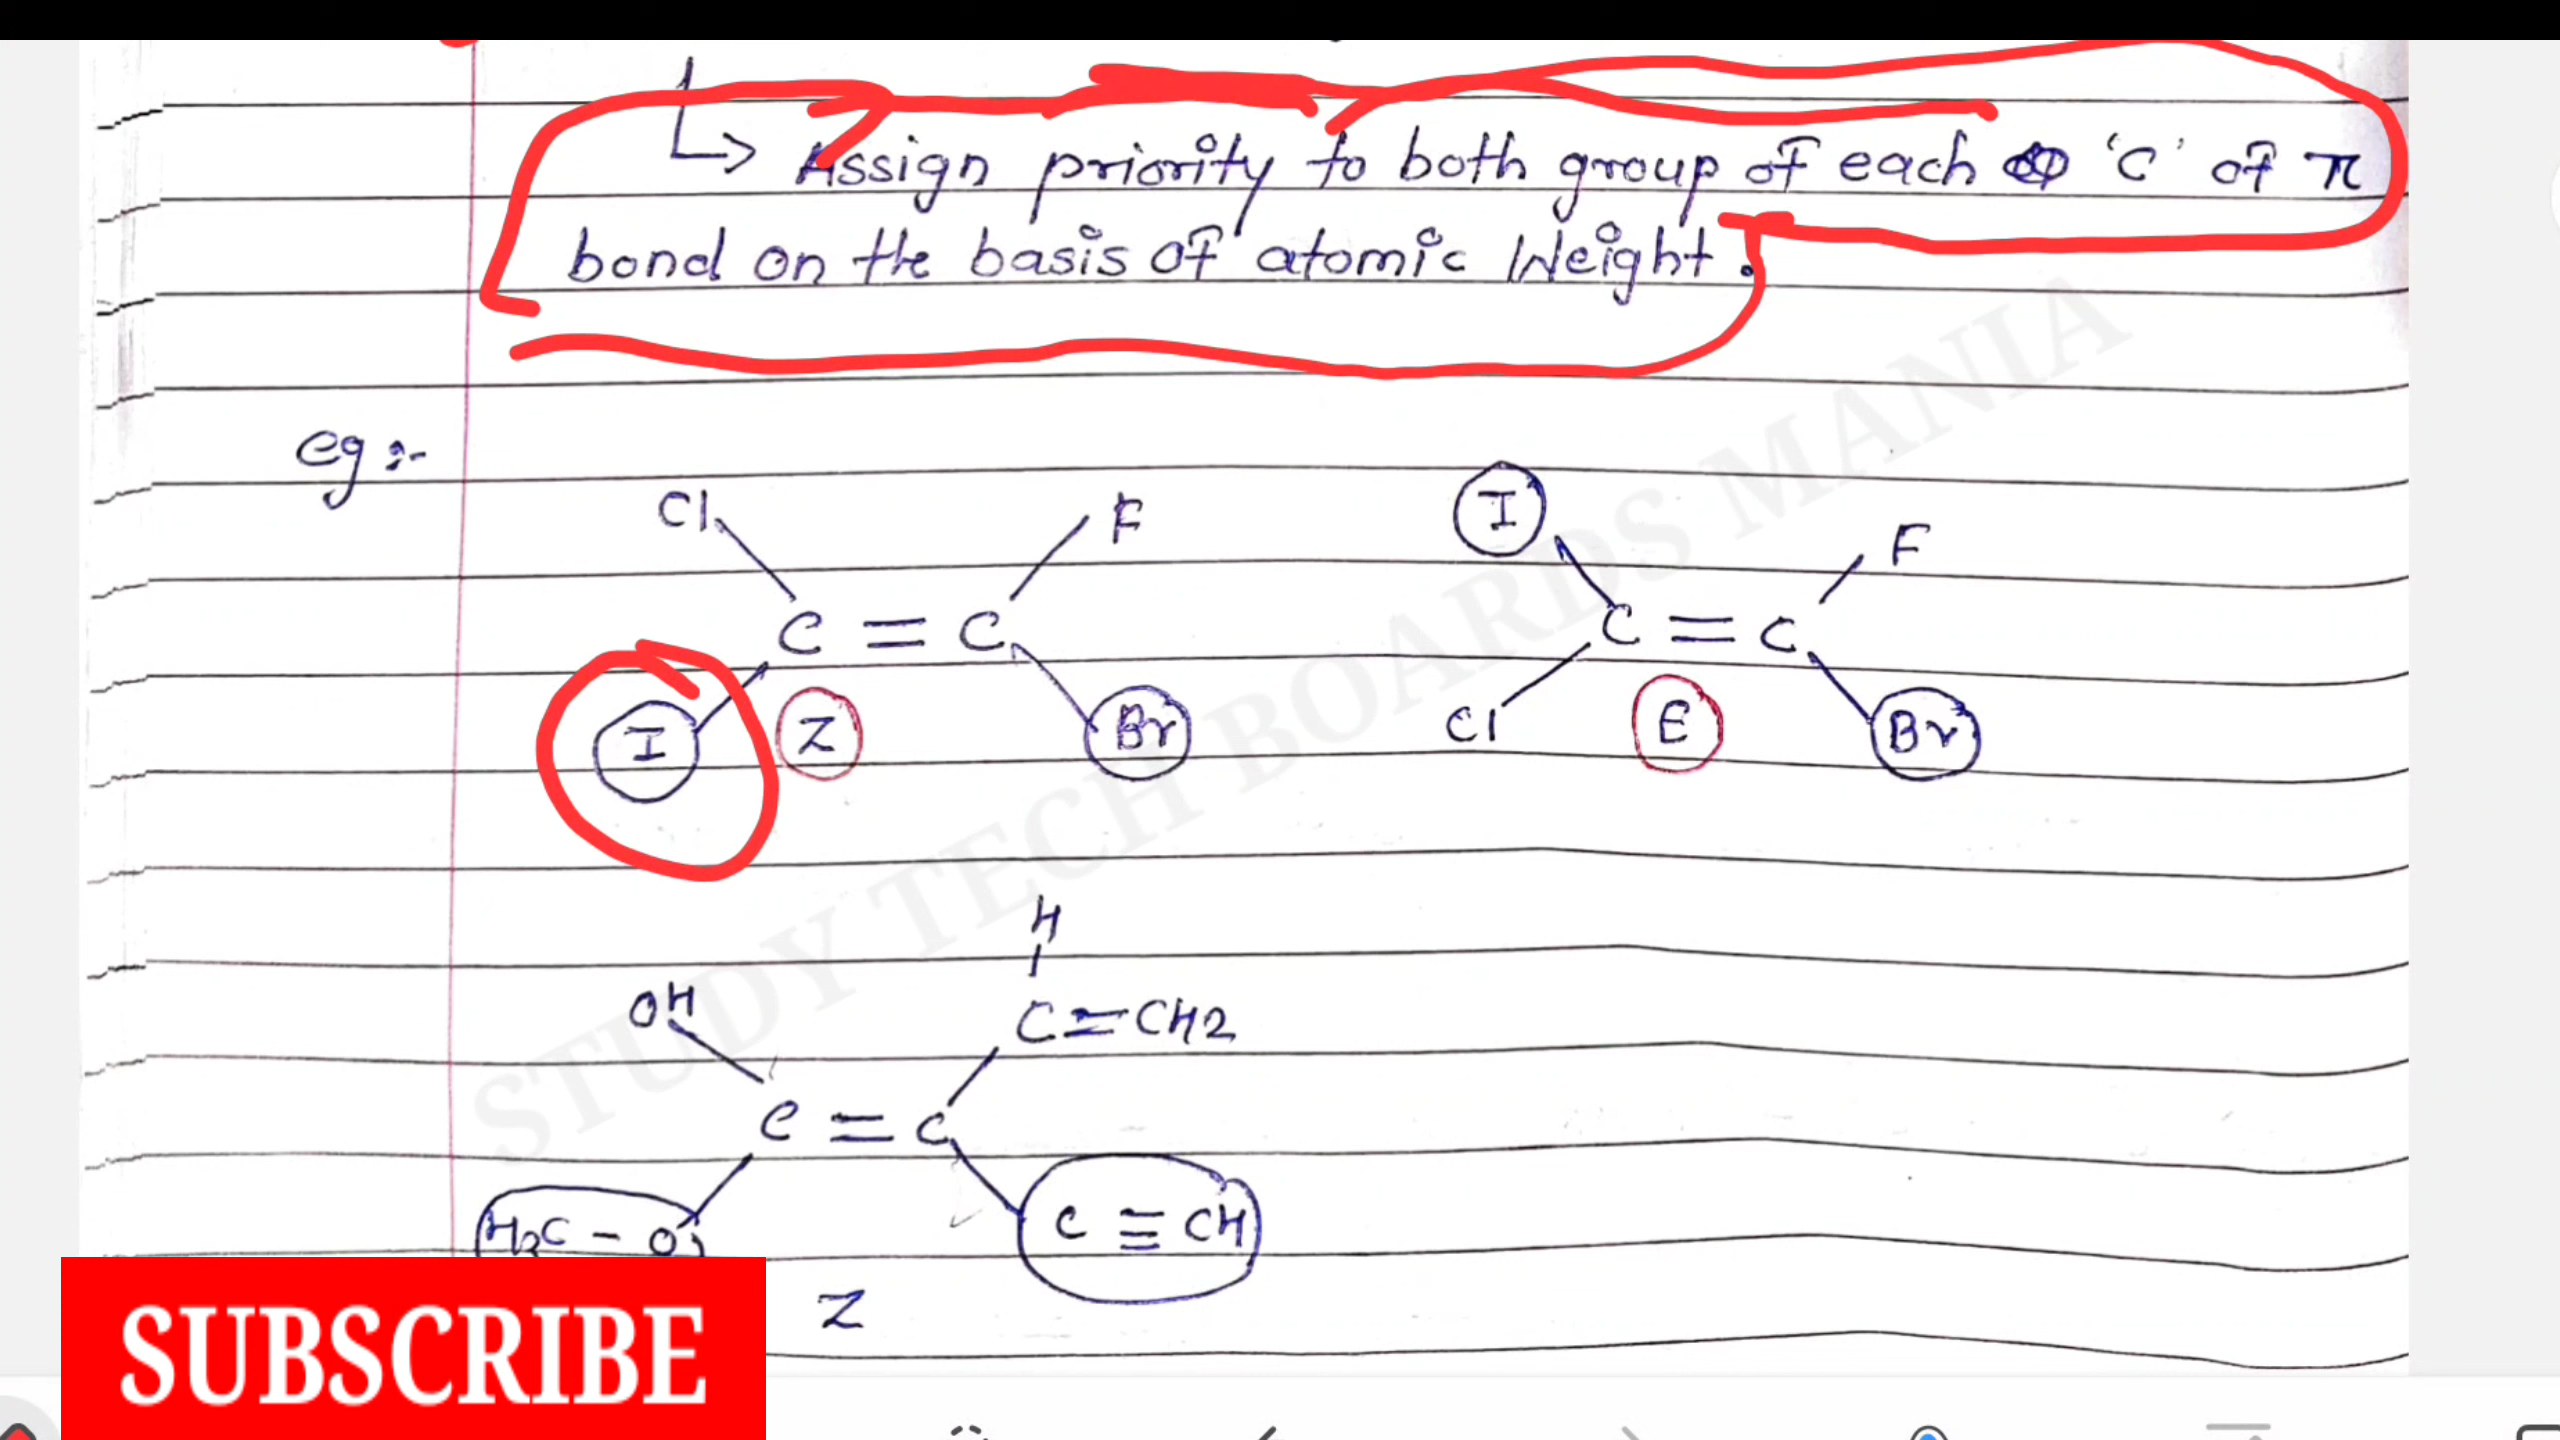 Assign priority to both group of each 'C' of π
bond on the basis of atomic Weight.
eg :-
Cl F I F
C = C C = C
I Z Br Cl E Br
H
OH C=CH2
C = C
H3C - O C ≡ CH
Z
SUBSCRIBE
STUDY TECH BOARDS MANIA